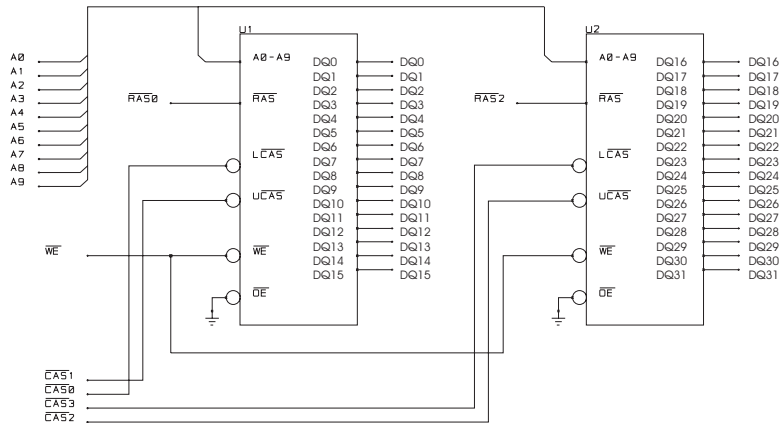 U1
U2
A0
A1
A2
A3
A4
A5
A6
A7
A8
A9
WE
CAS1
CAS0
CAS3
CAS2
RAS0
A0-A9
RAS
LCAS
UCAS
WE
OE
DQ0
DQ1
DQ2
DQ3
DQ4
DQ5
DQ6
DQ7
DQ8
DQ9
DQ10
DQ11
DQ12
DQ13
DQ14
DQ15
DQ0
DQ1
DQ2
DQ3
DQ4
DQ5
DQ6
DQ7
DQ8
DQ9
DQ10
DQ11
DQ12
DQ13
DQ14
DQ15
RAS2
A0-A9
RAS
LCAS
UCAS
WE
OE
DQ16
DQ17
DQ18
DQ19
DQ20
DQ21
DQ22
DQ23
DQ24
DQ25
DQ26
DQ27
DQ28
DQ29
DQ30
DQ31
DQ16
DQ17
DQ18
DQ19
DQ20
DQ21
DQ22
DQ23
DQ24
DQ25
DQ26
DQ27
DQ28
DQ29
DQ30
DQ31